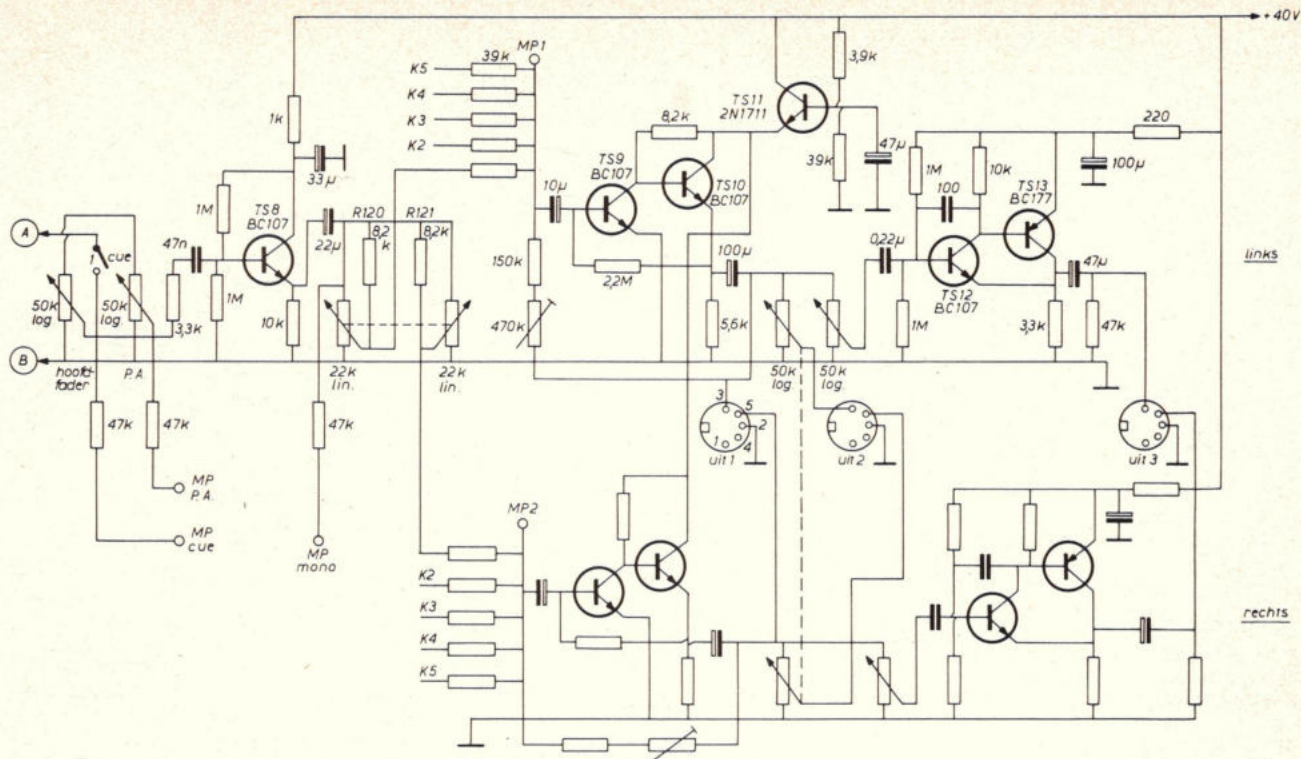 +40V
MP1
39k
K5
K4
K3
K2
3,9k
TS11
2N1711
8,2k
TS9
BC107
TS10
BC107
39k
47µ
220
100µ
1M
10k
100
TS13
BC177
1k
33µ
1M
TS8
BC107
10µ
47n
22µ
R120
8,2
k
R121
8,2k
A
1
cue
50k
log
50k
log.
3,3k
1M
10k
150k
470k
2,2M
100µ
5,6k
0,22µ
TS12
BC107
1M
47µ
3,3k
47k
links
B
hoofd-
fader
P.A.
22k
lin.
22k
lin.
50k
log.
50k
log.
47k
47k
47k
3
5
2
1
4
uit 1
uit 2
uit 3
MP
P.A.
MP
cue
MP
mono
MP2
K2
K3
K4
K5
rechts